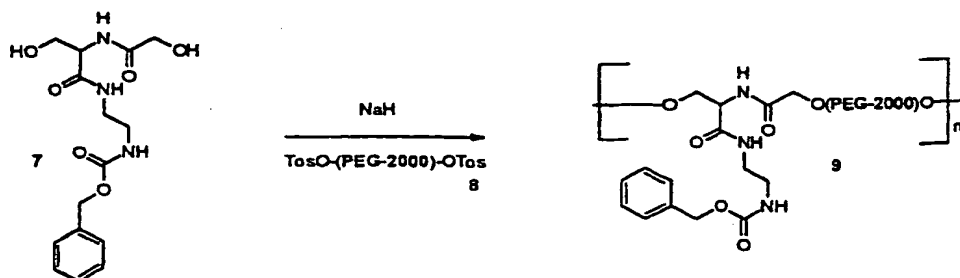 H
N
HO
OH
O
O
NH
O
NH
O
7
NaH
TosO-(PEG-2000)-OTos
8
H
N
O
O(PEG-2000)
O
n
O
O
NH
9
O
NH
O